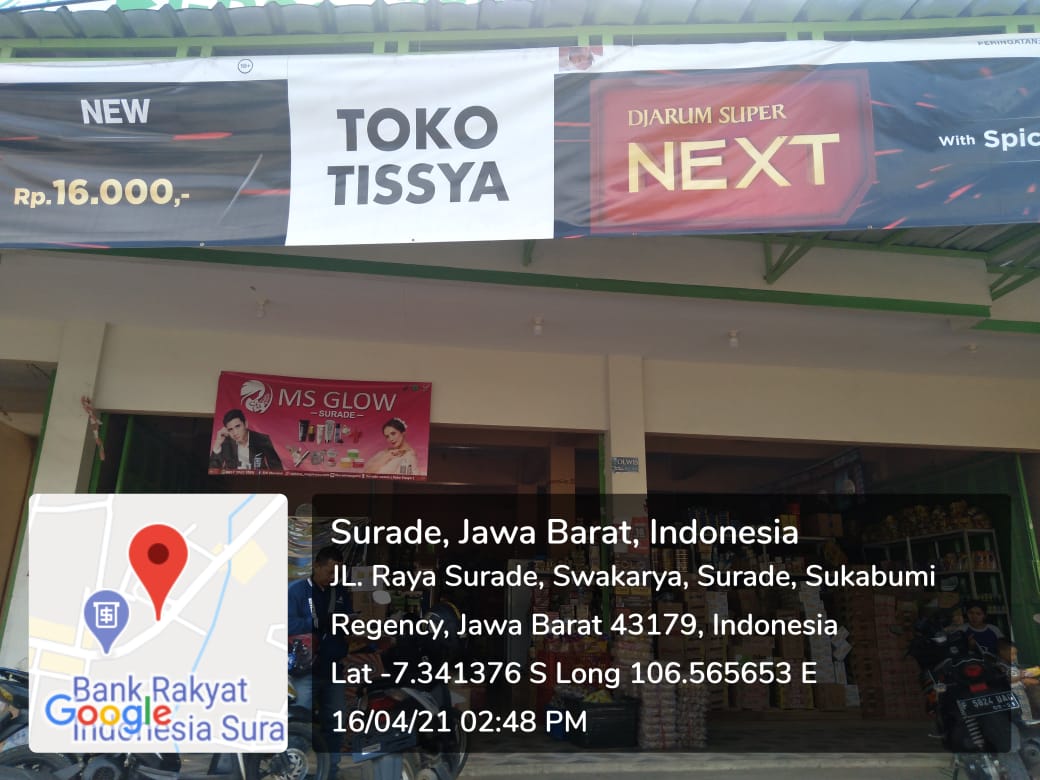 18+
NEW
Rp.16.000,-
TOKO
TISSYA
PERINGATAN:
DJARUM SUPER
NEXT
With Spic
MS GLOW
SURADE
Surade, Jawa Barat, Indonesia
JL. Raya Surade, Swakarya, Surade, Sukabumi
Regency, Jawa Barat 43179, Indonesia
Lat -7.341376 S Long 106.565653 E
16/04/21 02:48 PM
Bank Rakyat
Indonesia Sura
Google